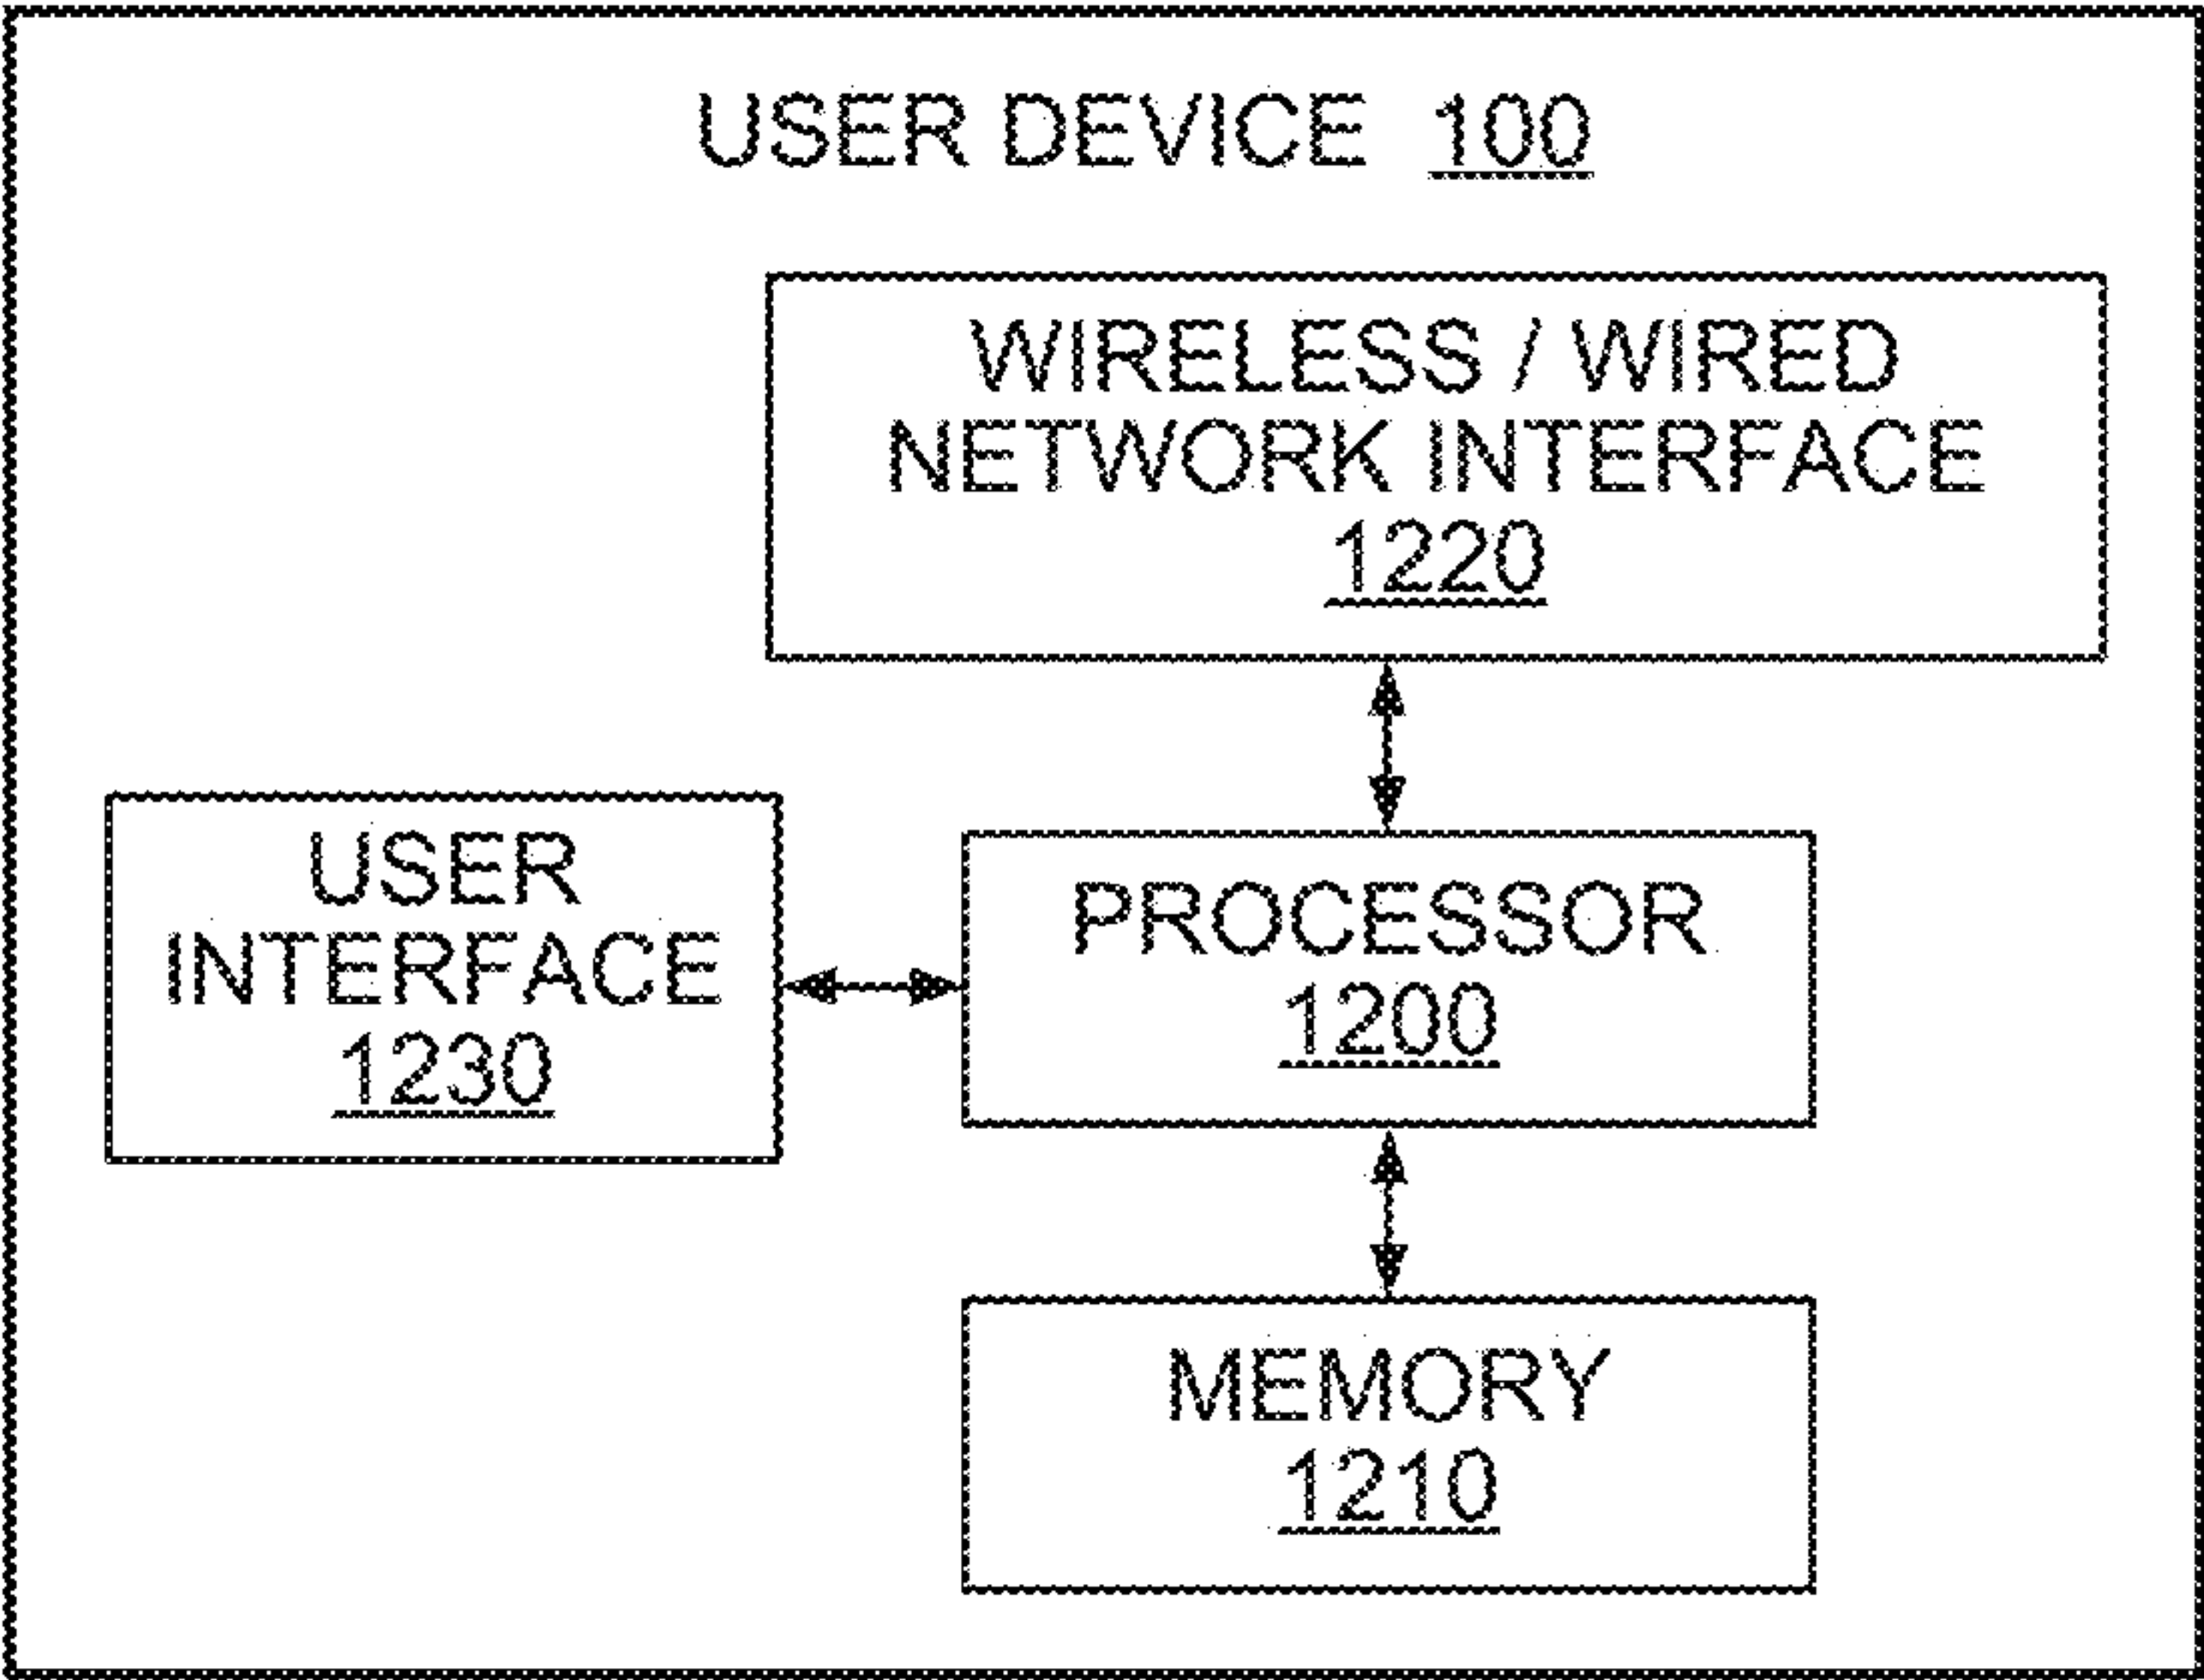 USER DEVICE 100
WIRELESS / WIRED
NETWORK INTERFACE
1220
USER
INTERFACE
1230
PROCESSOR
1200
MEMORY
1210